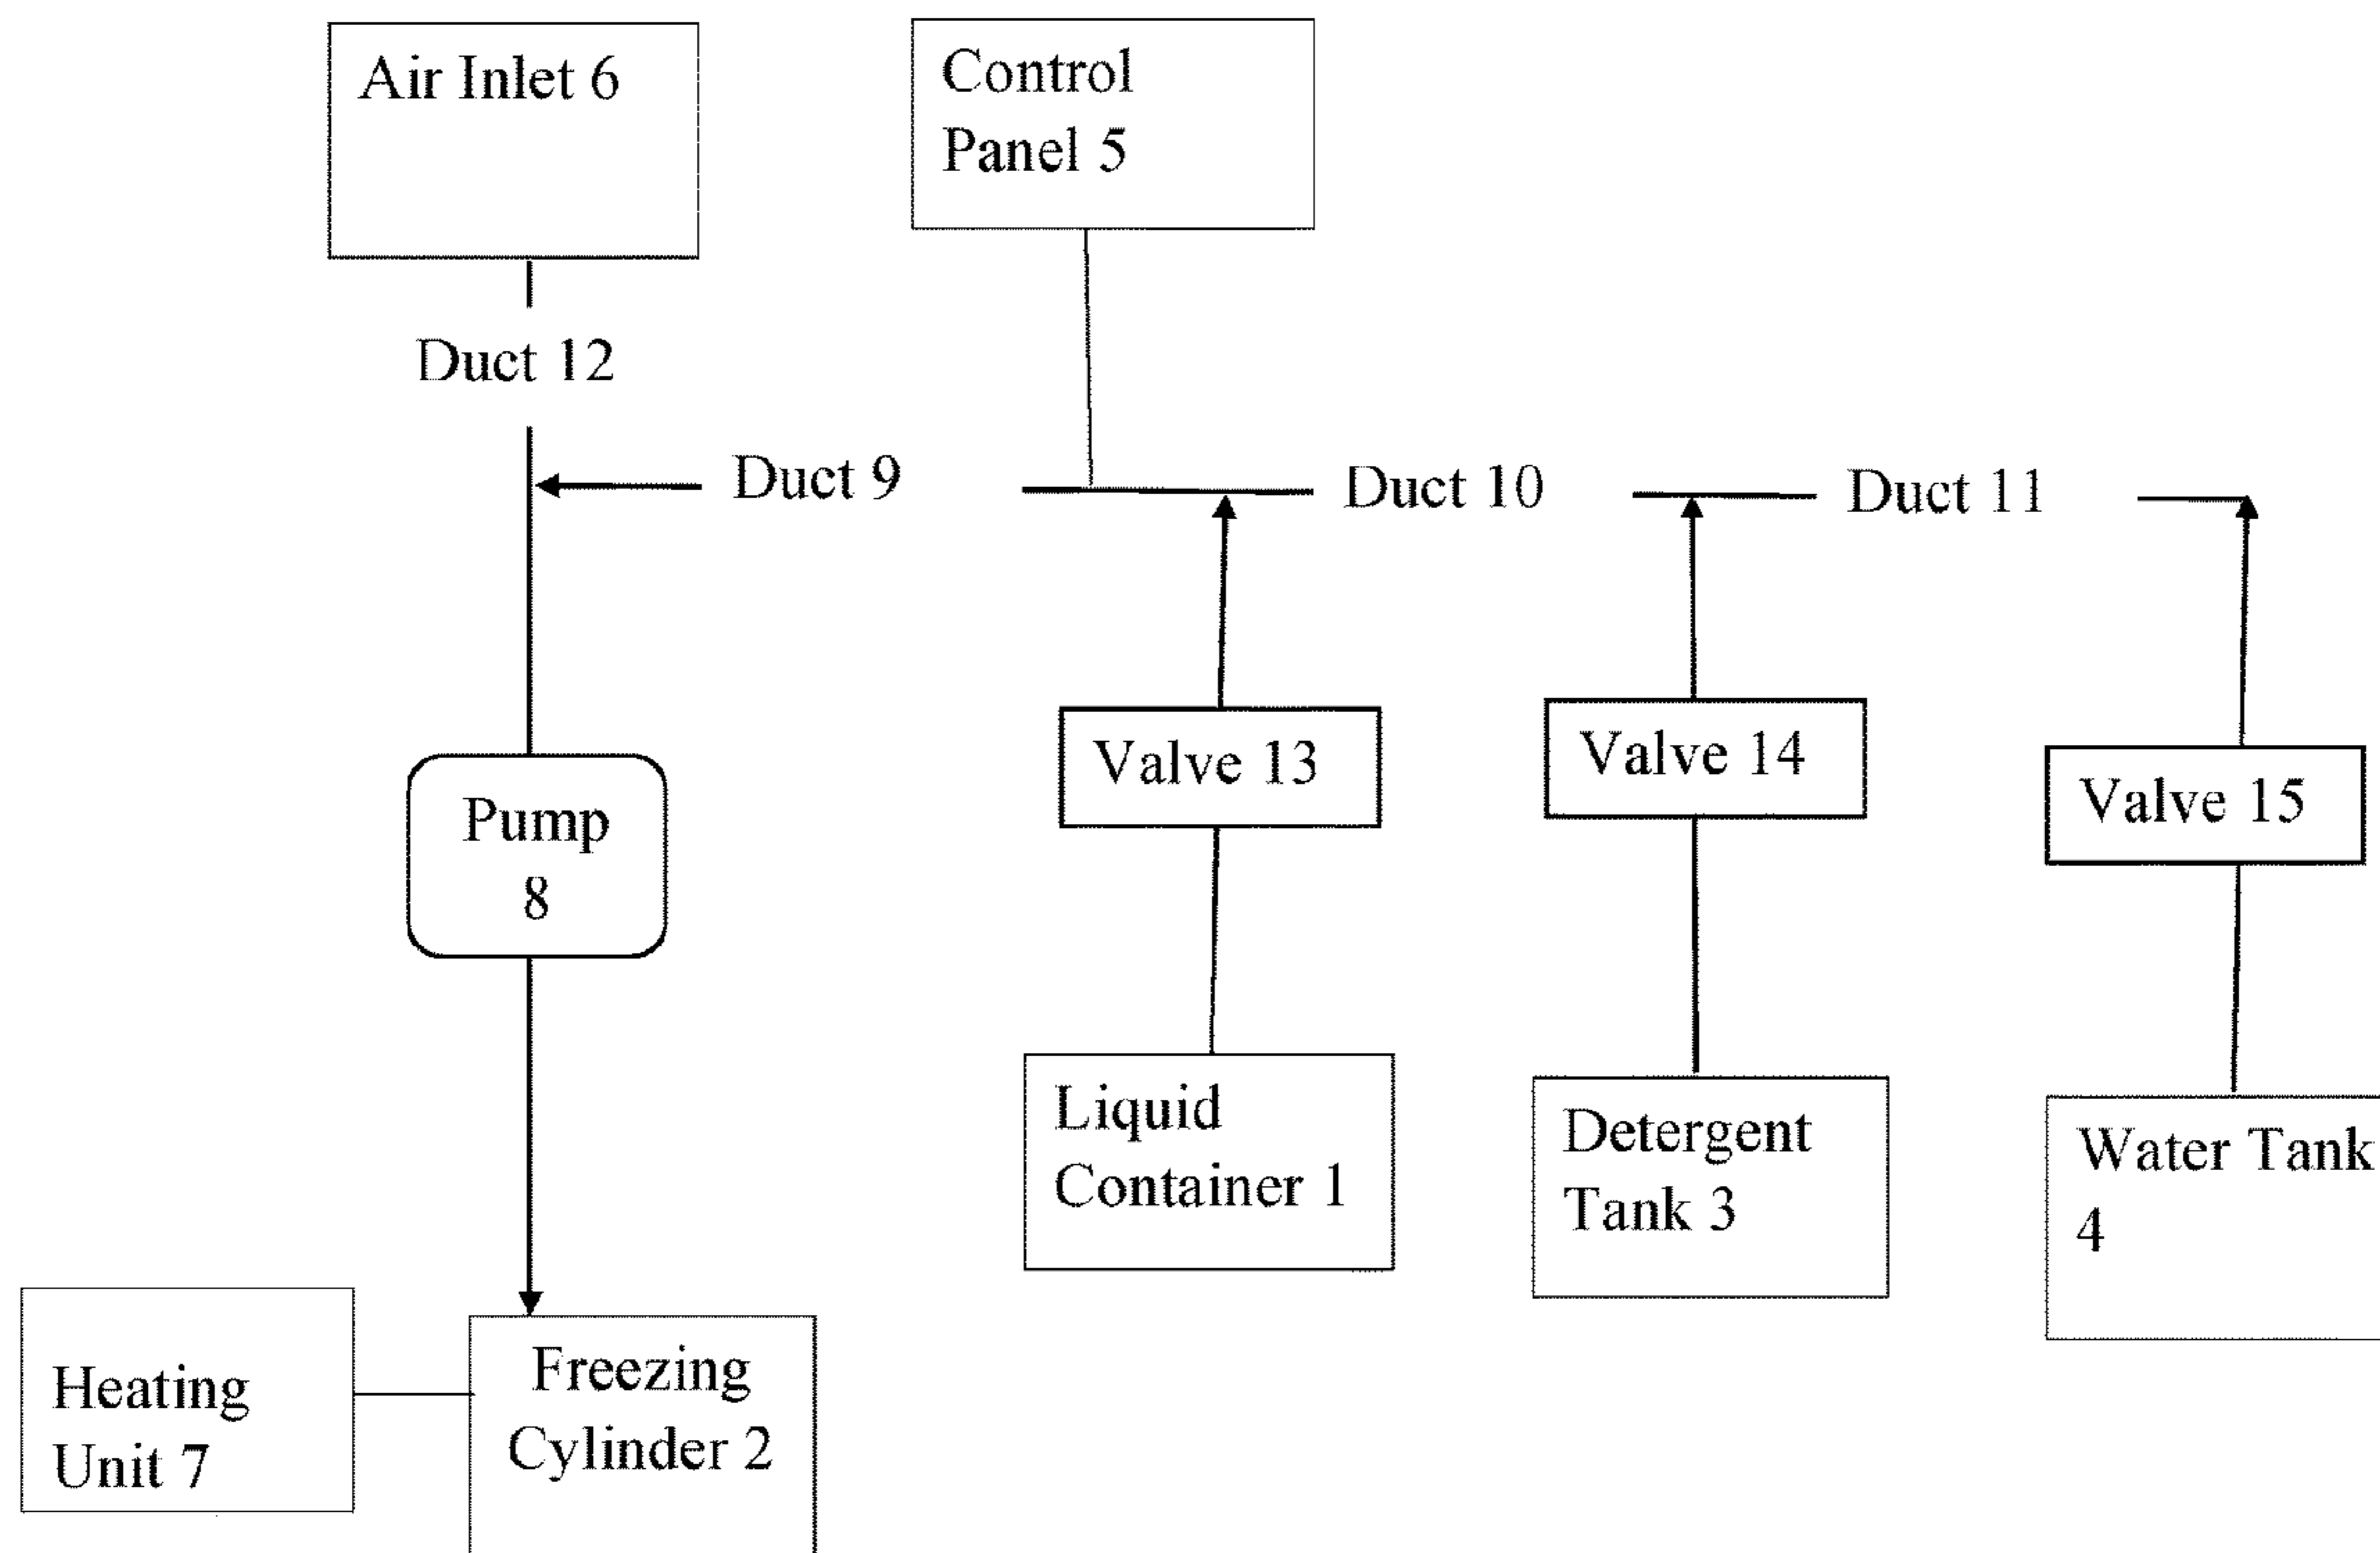 Air Inlet 6
Control
Panel 5
Duct 12
Duct 9
Duct 10
Duct 11
Pump
8
Valve 13
Valve 14
Valve 15
Liquid
Container 1
Detergent
Tank 3
Water Tank
4
Heating
Unit 7
Freezing
Cylinder 2